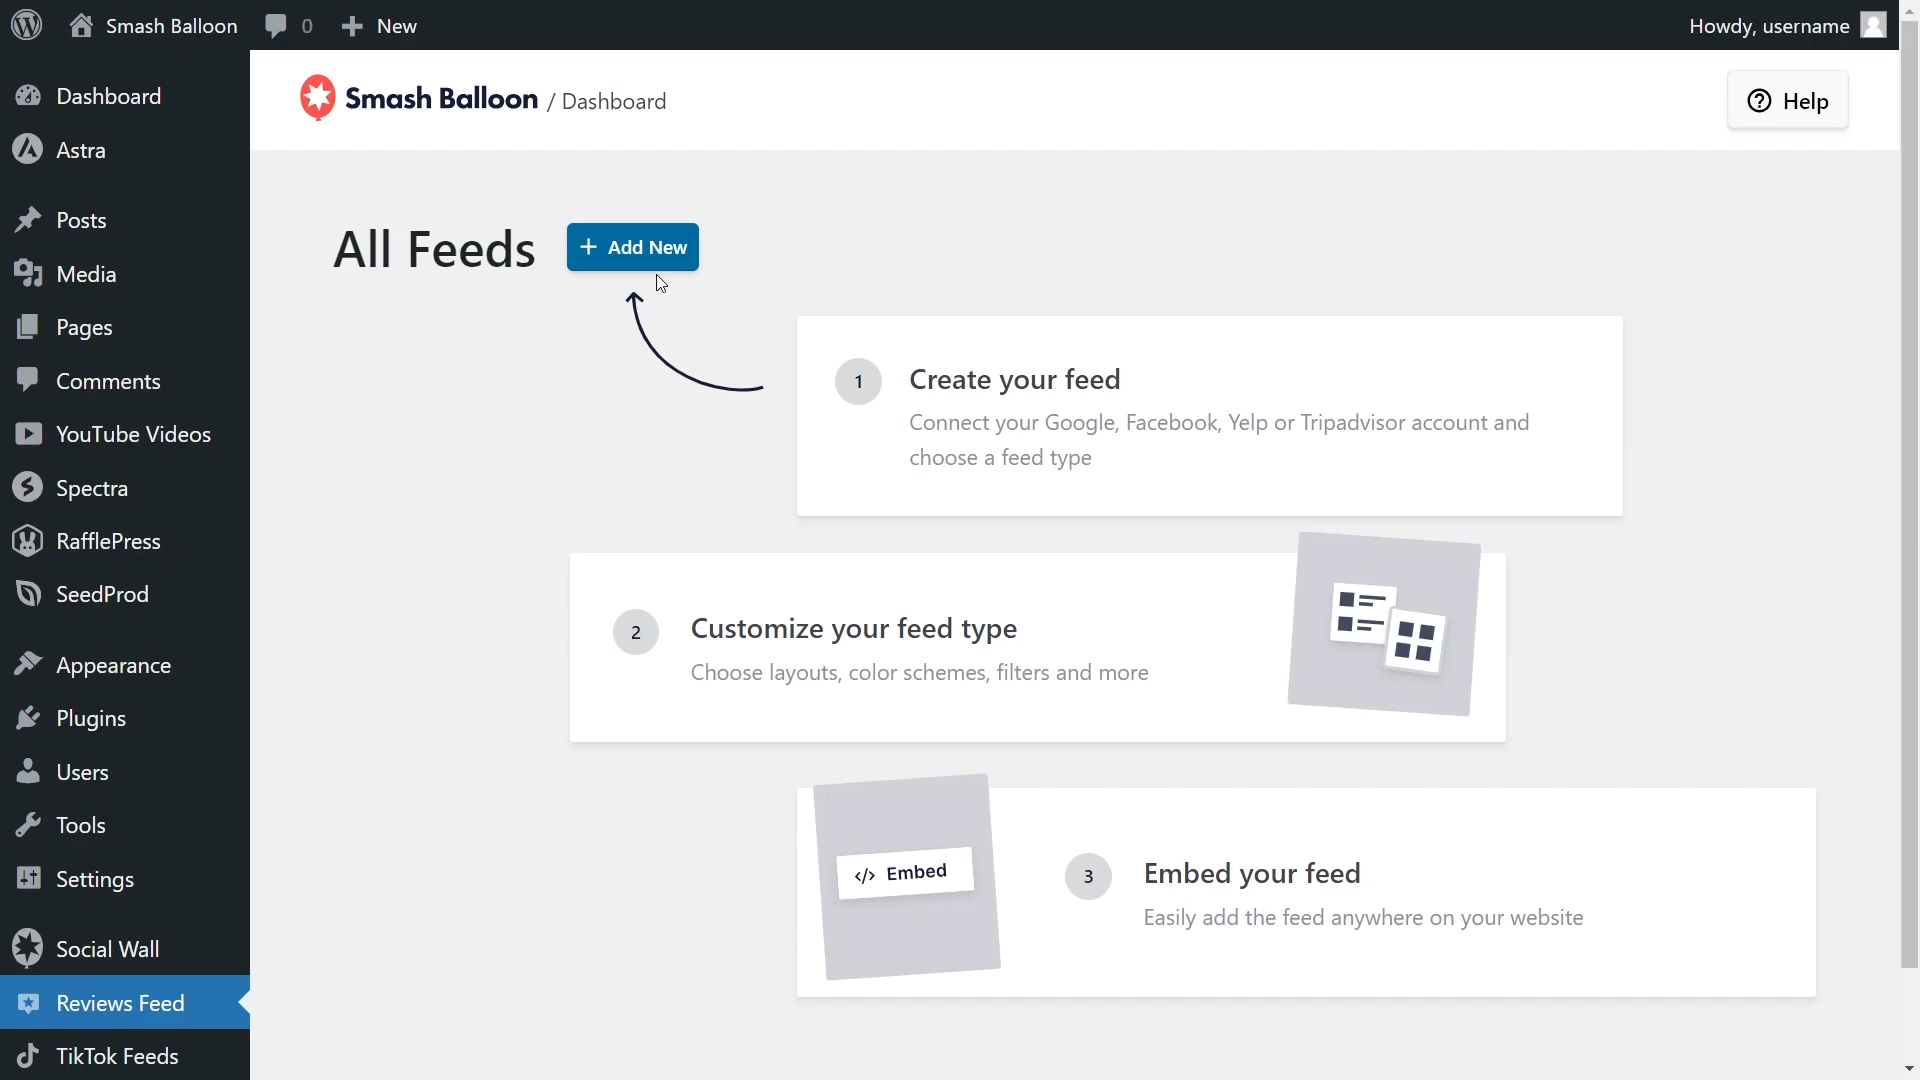 Smash Balloon
0
New
Howdy, username
Dashboard
Astra
Posts
Media
Pages
Comments
YouTube Videos
Spectra
RafflePress
SeedProd
Appearance
Plugins
Users
Tools
Settings
Social Wall
Reviews Feed
TikTok Feeds
Smash Balloon / Dashboard
Help
All Feeds
+ Add New
1
Create your feed
Connect your Google, Facebook, Yelp or Tripadvisor account and
choose a feed type
2
Customize your feed type
Choose layouts, color schemes, filters and more
</> Embed
3
Embed your feed
Easily add the feed anywhere on your website